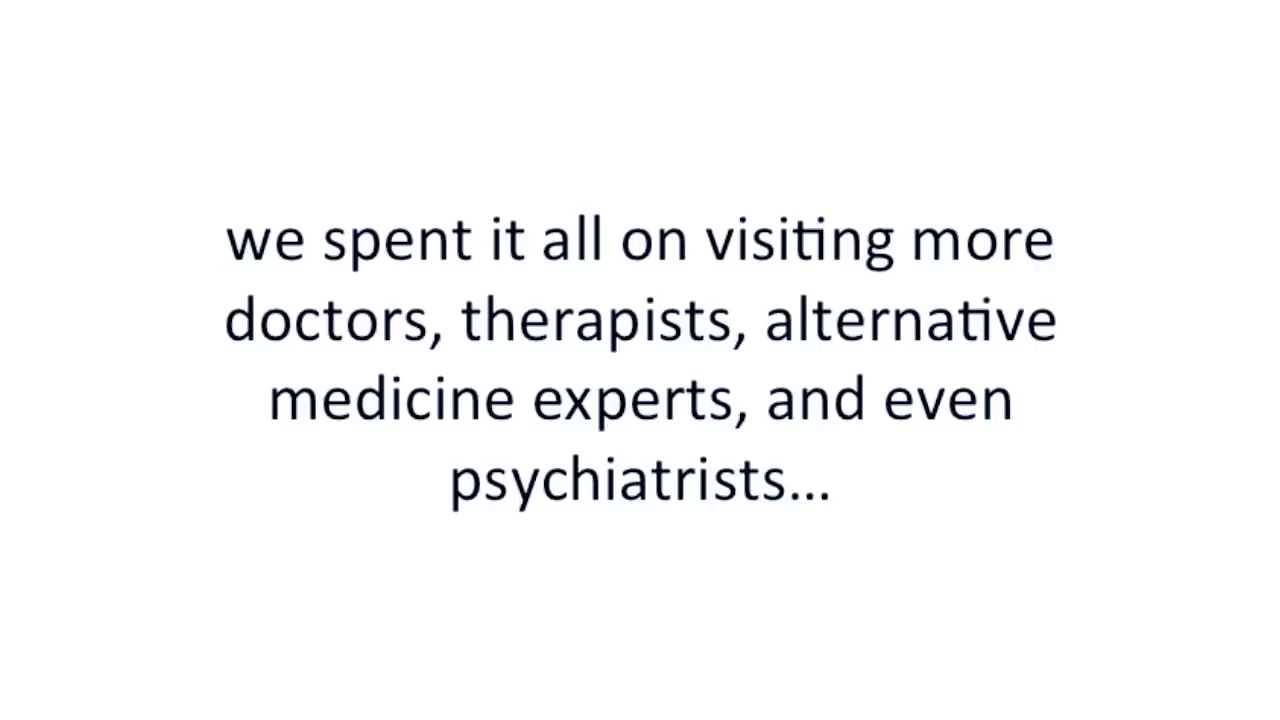 we spent it all on visiting more
doctors, therapists, alternative
medicine experts, and even
psychiatrists...